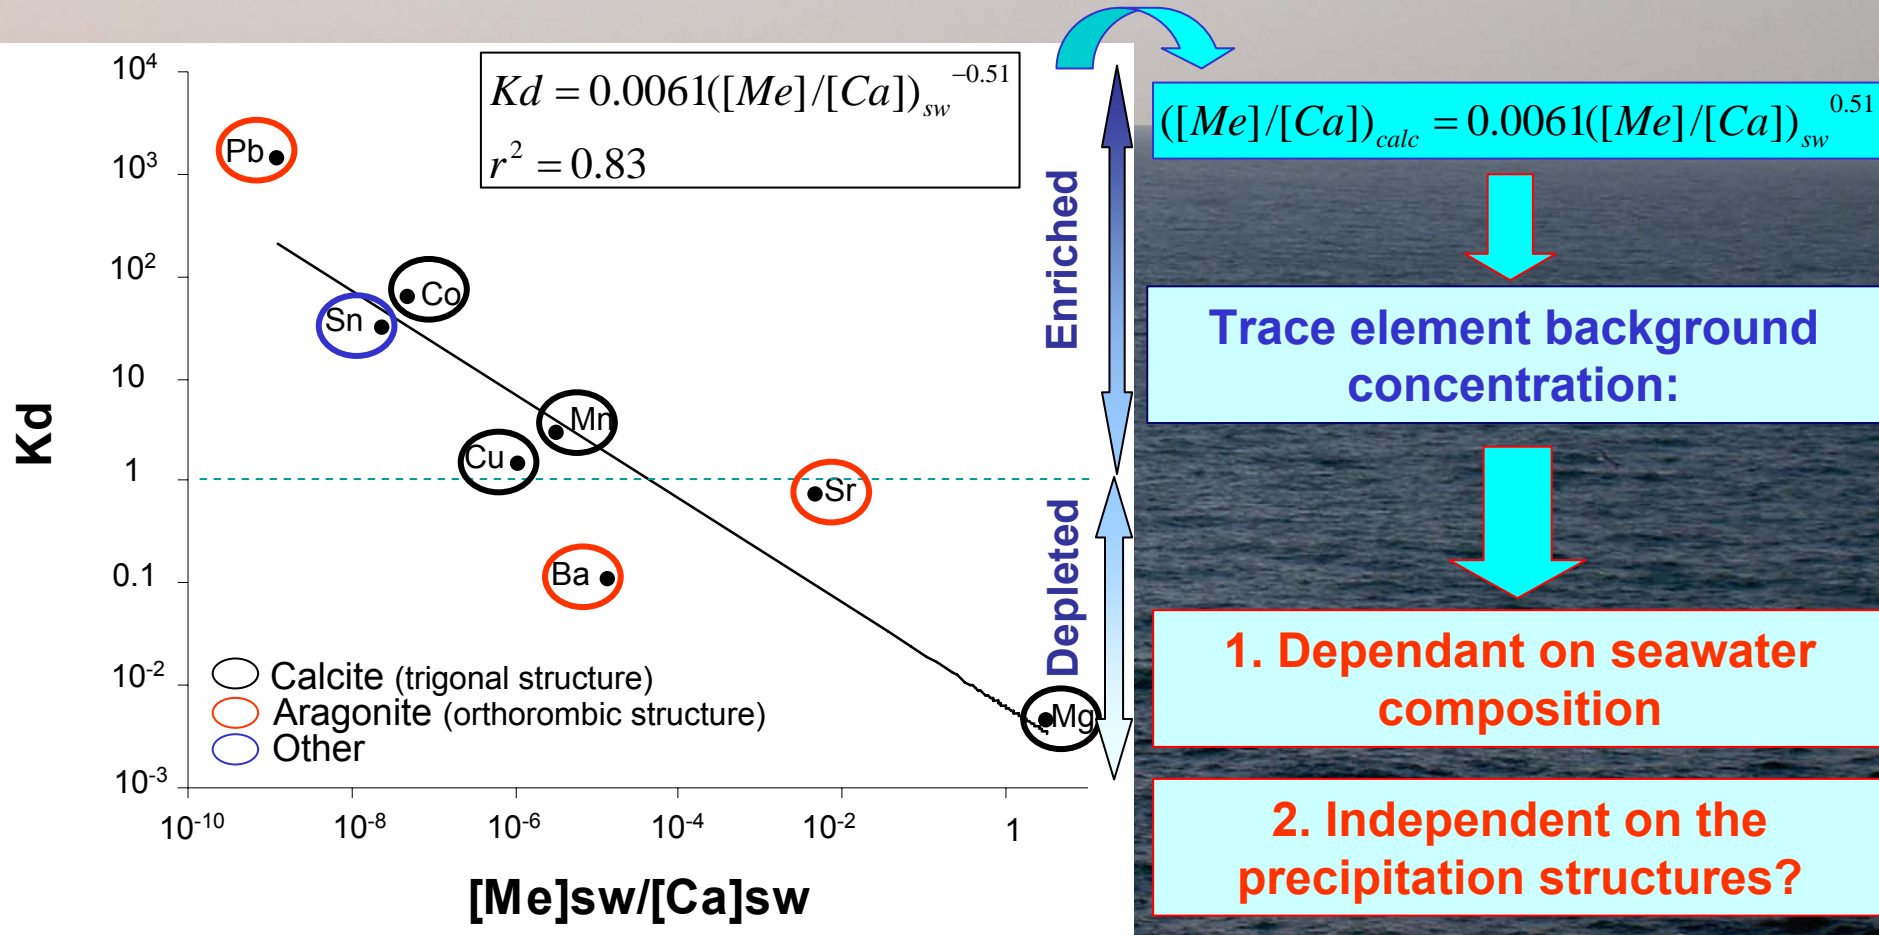 10⁴
10³
10²
10
1
0.1
10⁻²
10⁻³
Kd
Kd = 0.0061([Me]/[Ca])sw⁻⁰·⁵¹
r² = 0.83
Pb
Co
Sn
Mn
Cu
Sr
Ba
Mg
Calcite (trigonal structure)
Aragonite (orthorombic structure)
Other
10⁻¹⁰ 10⁻⁸ 10⁻⁶ 10⁻⁴ 10⁻² 1
[Me]sw/[Ca]sw
Enriched
Depleted
([Me]/[Ca])calc = 0.0061([Me]/[Ca])sw⁰·⁵¹
Trace element background
concentration:
1. Dependant on seawater
composition
2. Independent on the
precipitation structures?